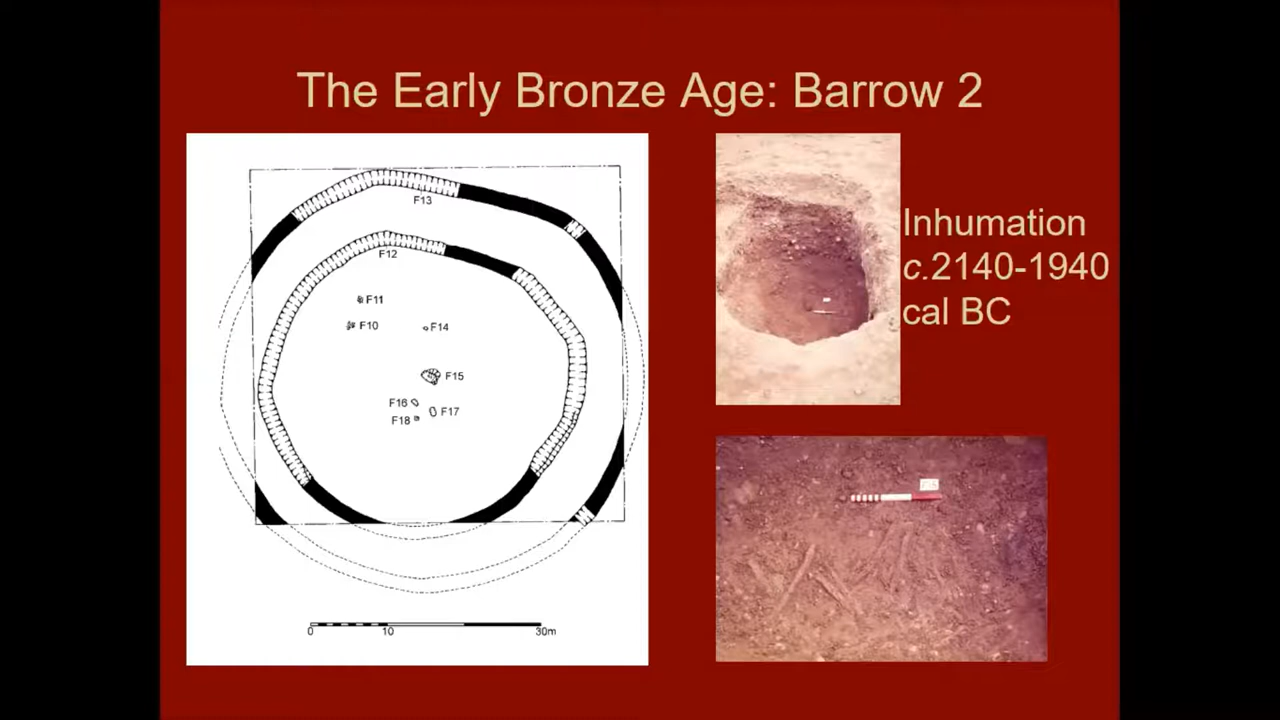 The Early Bronze Age: Barrow 2
F13
F12
F11
F10
F14
F15
F16
F17
F18
0 10 30m
Inhumation
c.2140-1940
cal BC